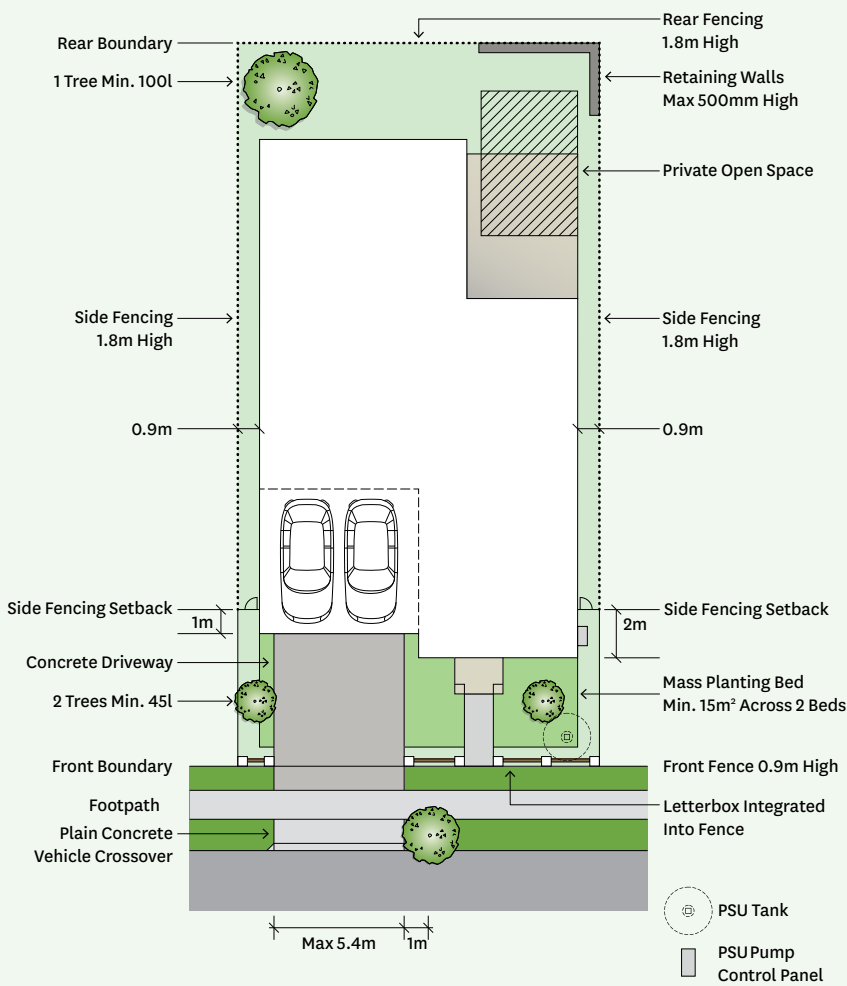 Rear Fencing
1.8m High
Rear Boundary
1 Tree Min. 100l
Retaining Walls
Max 500mm High
Private Open Space
Side Fencing
1.8m High
Side Fencing
1.8m High
0.9m
0.9m
Side Fencing Setback
1m
Side Fencing Setback
2m
Concrete Driveway
2 Trees Min. 45l
Mass Planting Bed
Min. 15m² Across 2 Beds
Front Boundary
Front Fence 0.9m High
Footpath
Letterbox Integrated
Into Fence
Plain Concrete
Vehicle Crossover
Max 5.4m
1m
PSU Tank
PSU Pump
Control Panel